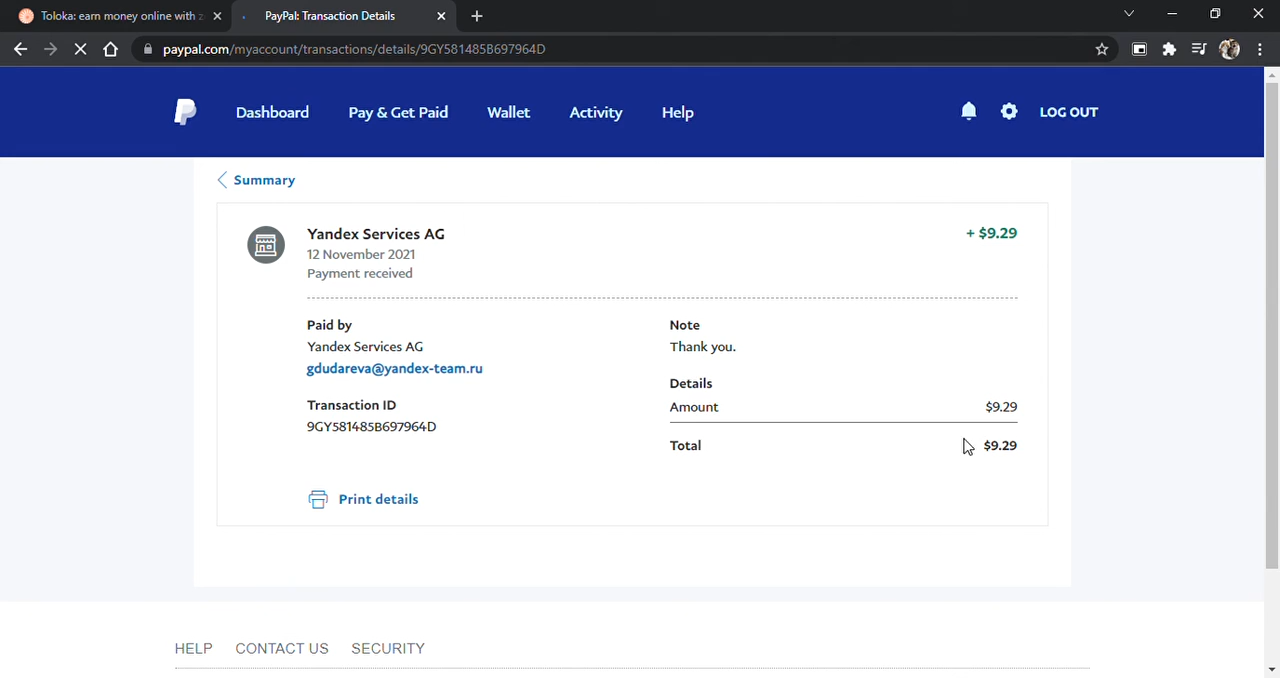 Toloka: earn money online with z
PayPal: Transaction Details
paypal.com/myaccount/transactions/details/9GY581485B697964D
Dashboard
Pay & Get Paid
Wallet
Activity
Help
LOG OUT
Summary
Yandex Services AG
+ $9.29
12 November 2021
Payment received
Paid by
Yandex Services AG
gdudareva@yandex-team.ru
Transaction ID
9GY581485B697964D
Print details
Note
Thank you.
Details
Amount $9.29
Total $9.29
HELP CONTACT US SECURITY